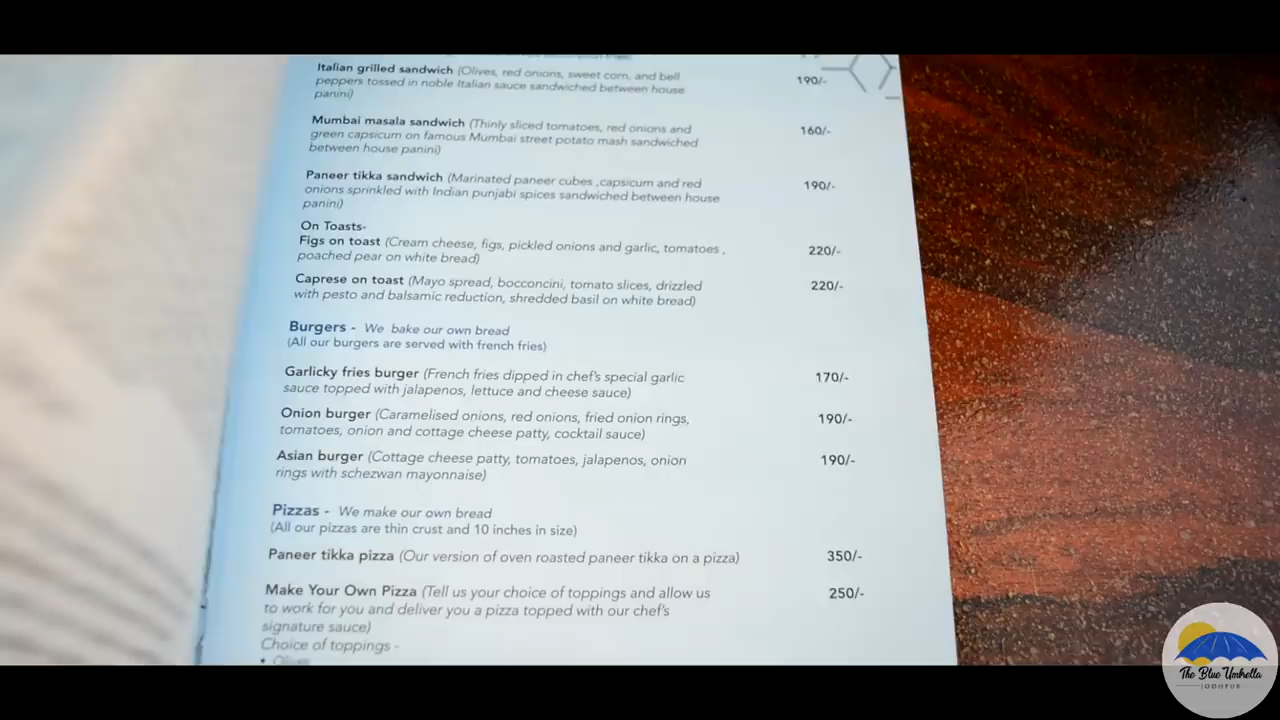 Italian grilled sandwich (Olives, red onions, sweet corn, and bell 190/-
peppers tossed in noble Italian sauce sandwiched between house
panini)
Mumbai masala sandwich (Thinly sliced tomatoes, red onions and 160/-
green capsicum on famous Mumbai street potato mash sandwiched
between house panini)
Paneer tikka sandwich (Marinated paneer cubes ,capsicum and red 190/-
onions sprinkled with Indian punjabi spices sandwiched between house
panini)
On Toasts-
Figs on toast (Cream cheese, figs, pickled onions and garlic, tomatoes , 220/-
poached pear on white bread)
Caprese on toast (Mayo spread, bocconcini, tomato slices, drizzled 220/-
with pesto and balsamic reduction, shredded basil on white bread)
Burgers - We bake our own bread
(All our burgers are served with french fries)
Garlicky fries burger (French fries dipped in chef's special garlic 170/-
sauce topped with jalapenos, lettuce and cheese sauce)
Onion burger (Caramelised onions, red onions, fried onion rings, 190/-
tomatoes, onion and cottage cheese patty, cocktail sauce)
Asian burger (Cottage cheese patty, tomatoes, jalapenos, onion 190/-
rings with schezwan mayonnaise)
Pizzas - We make our own bread
(All our pizzas are thin crust and 10 inches in size)
Paneer tikka pizza (Our version of oven roasted paneer tikka on a pizza) 350/-
Make Your Own Pizza (Tell us your choice of toppings and allow us 250/-
to work for you and deliver you a pizza topped with our chef's
signature sauce)
Choice of toppings -
• Olives
The Blue Umbrella
JODHPUR